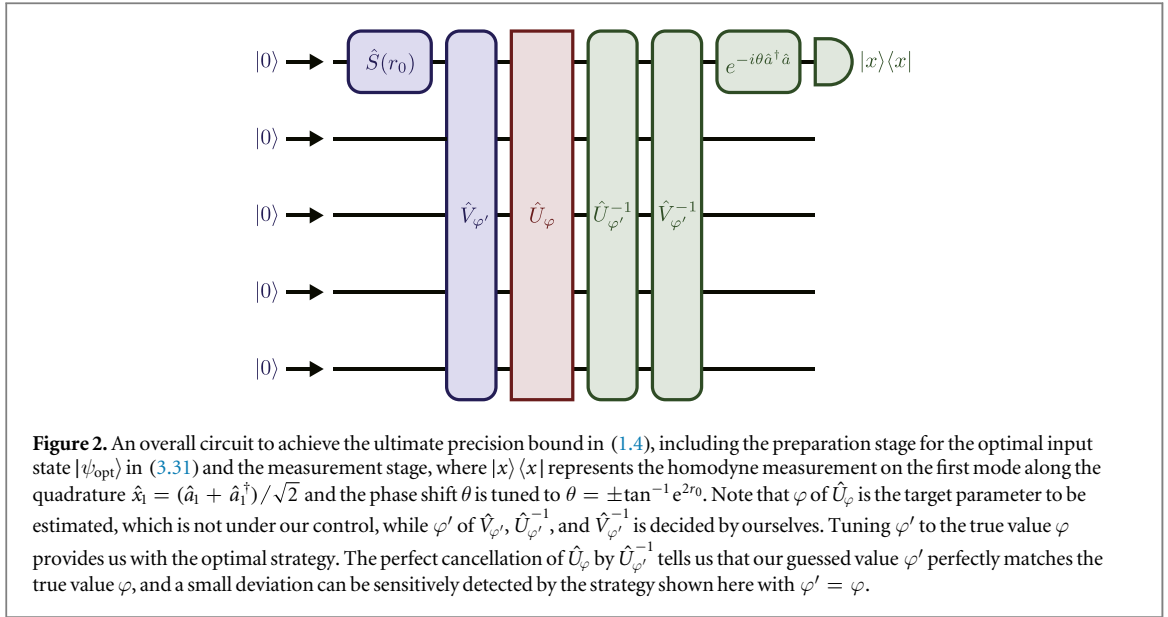 |0⟩ Ŝ(r₀) e^{−iθâ†â} |x⟩⟨x|
|0⟩
|0⟩ V̂_{φ′} Û_φ Û_{φ′}^{−1} V̂_{φ′}^{−1}
|0⟩
|0⟩
Figure 2. An overall circuit to achieve the ultimate precision bound in (1.4), including the preparation stage for the optimal input
state |ψ_opt⟩ in (3.31) and the measurement stage, where |x⟩⟨x| represents the homodyne measurement on the first mode along the
quadrature x̂₁ = (â₁ + â₁†)/√2 and the phase shift θ is tuned to θ = ±tan⁻¹ e^{2r₀}. Note that φ of Û_φ is the target parameter to be
estimated, which is not under our control, while φ′ of V̂_{φ′}, Û_{φ′}^{−1}, and V̂_{φ′}^{−1} is decided by ourselves. Tuning φ′ to the true value φ
provides us with the optimal strategy. The perfect cancellation of Û_φ by Û_{φ′}^{−1} tells us that our guessed value φ′ perfectly matches the
true value φ, and a small deviation can be sensitively detected by the strategy shown here with φ′ = φ.